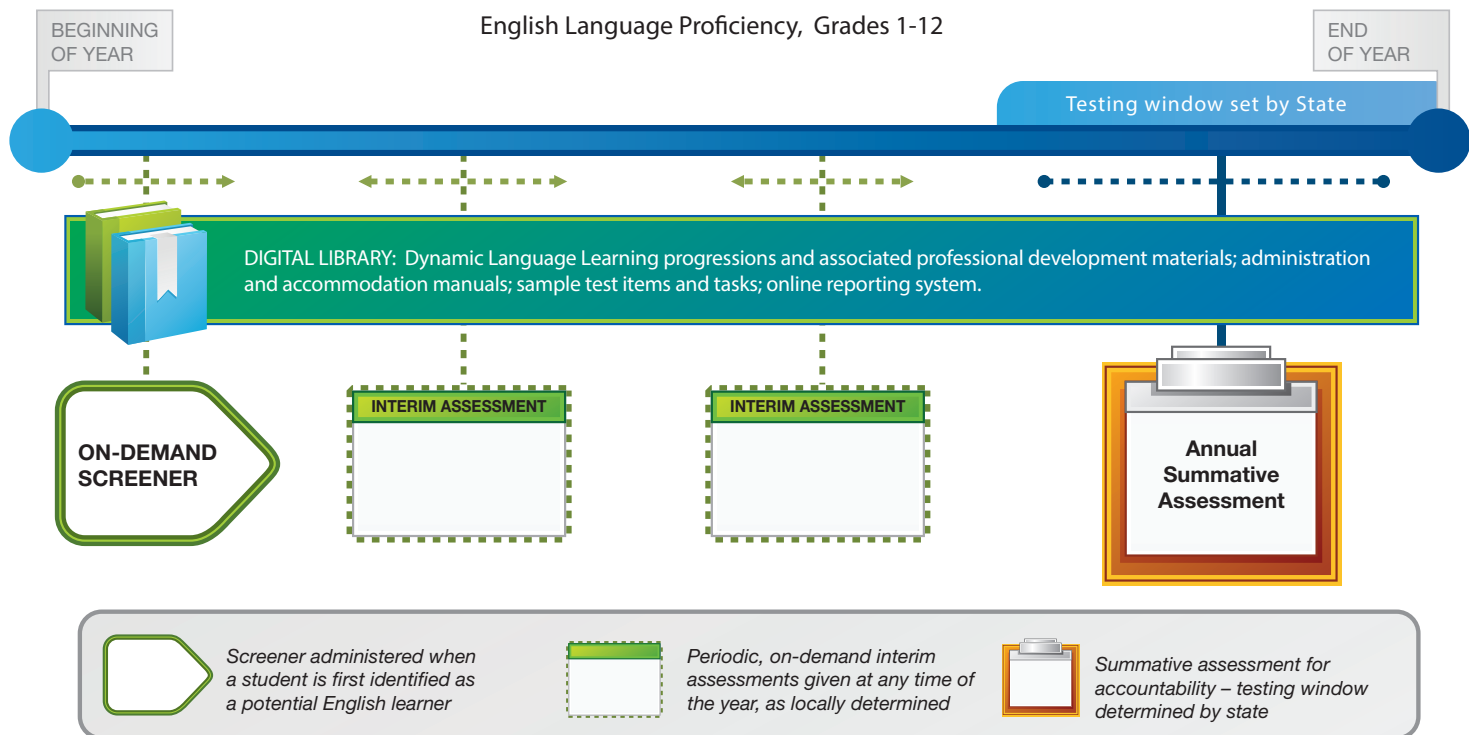 English Language Proficiency, Grades 1-12
BEGINNING
OF YEAR
END
OF YEAR
Testing window set by State
DIGITAL LIBRARY: Dynamic Language Learning progressions and associated professional development materials; administration
and accommodation manuals; sample test items and tasks; online reporting system.
ON-DEMAND
SCREENER
INTERIM ASSESSMENT
INTERIM ASSESSMENT
Annual
Summative
Assessment
Screener administered when
a student is first identified as
a potential English learner
Periodic, on-demand interim
assessments given at any time of
the year, as locally determined
Summative assessment for
accountability – testing window
determined by state